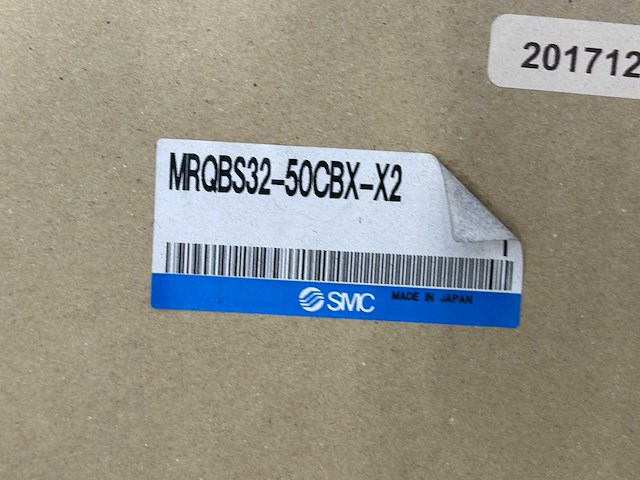 201712
MRQBS32-50CBX-X2
SMC
MADE IN JAPAN